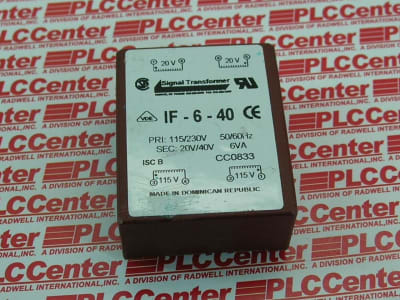 20 V 20 V
Signal Transformer
VDE IF - 6 - 40 CE
PRI: 115/230V 50/60Hz
SEC: 20V/40V 6VA
ISC B CC0833
115 V 115 V
MADE IN DOMINICAN REPUBLIC
PLCCenter
A DIVISION OF RADWELL INTERNATIONAL, INC.